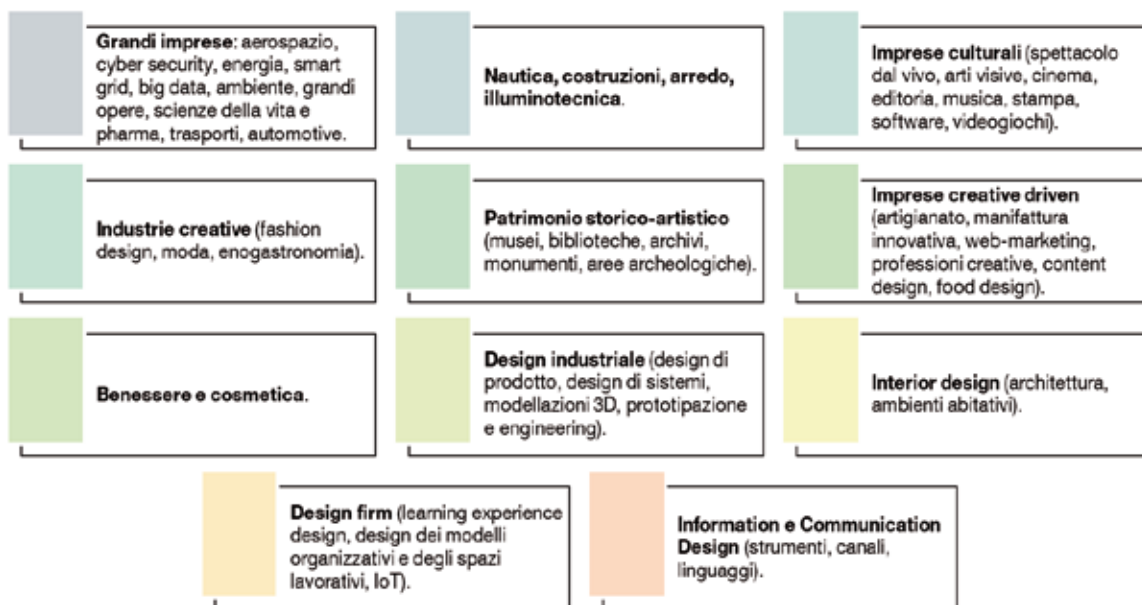 Grandi imprese: aerospazio,
cyber security, energia, smart
grid, big data, ambiente, grandi
opere, scienze della vita e
pharma, trasporti, automotive.
Nautica, costruzioni, arredo,
illuminotecnica.
Imprese culturali (spettacolo
dal vivo, arti visive, cinema,
editoria, musica, stampa,
software, videogiochi).
Industrie creative (fashion
design, moda, enogastronomia).
Patrimonio storico-artistico
(musei, biblioteche, archivi,
monumenti, aree archeologiche).
Imprese creative driven
(artigianato, manifattura
innovativa, web-marketing,
professioni creative, content
design, food design).
Benessere e cosmetica.
Design industriale (design di
prodotto, design di sistemi,
modellazioni 3D, prototipazione
e engineering).
Interior design (architettura,
ambienti abitativi).
Design firm (learning experience
design, design dei modelli
organizzativi e degli spazi
lavorativi, IoT).
Information e Communication
Design (strumenti, canali,
linguaggi).